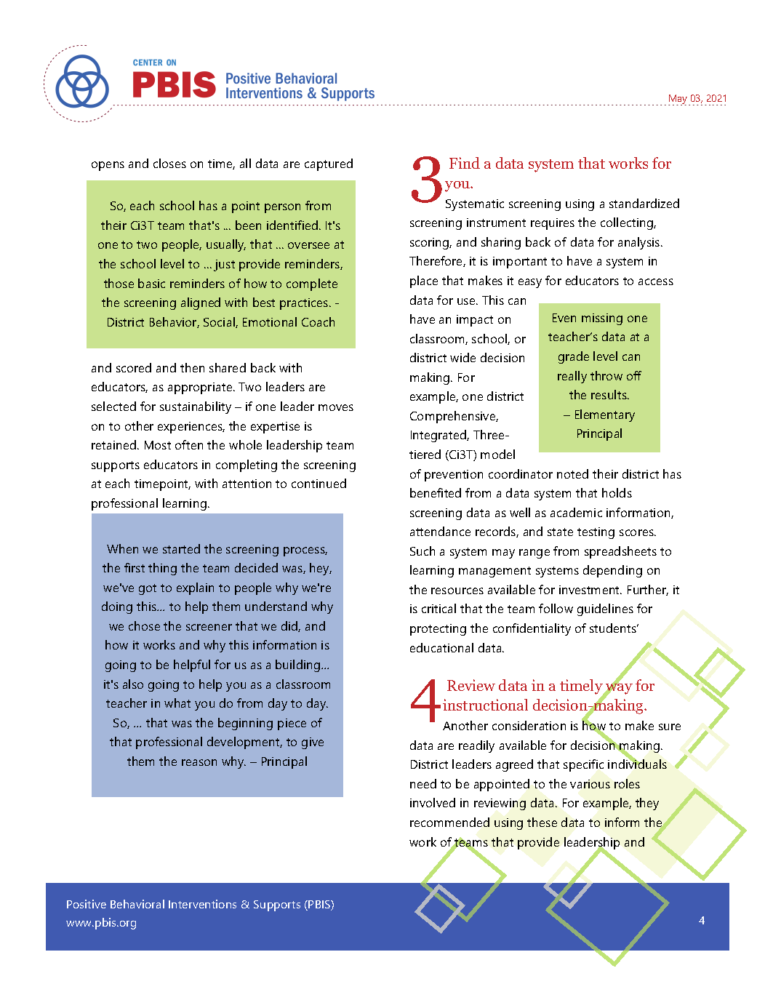 CENTER ON
PBIS
Positive Behavioral
Interventions & Supports
May 03, 2021
opens and closes on time, all data are captured
So, each school has a point person from
their Ci3T team that's ... been identified. It's
one to two people, usually, that ... oversee at
the school level to ... just provide reminders,
those basic reminders of how to complete
the screening aligned with best practices. -
District Behavior, Social, Emotional Coach
and scored and then shared back with
educators, as appropriate. Two leaders are
selected for sustainability – if one leader moves
on to other experiences, the expertise is
retained. Most often the whole leadership team
supports educators in completing the screening
at each timepoint, with attention to continued
professional learning.
When we started the screening process,
the first thing the team decided was, hey,
we've got to explain to people why we're
doing this... to help them understand why
we chose the screener that we did, and
how it works and why this information is
going to be helpful for us as a building...
it's also going to help you as a classroom
teacher in what you do from day to day.
So, ... that was the beginning piece of
that professional development, to give
them the reason why. – Principal
3 Find a data system that works for
you.
Systematic screening using a standardized
screening instrument requires the collecting,
scoring, and sharing back of data for analysis.
Therefore, it is important to have a system in
place that makes it easy for educators to access
data for use. This can
have an impact on
classroom, school, or
district wide decision
making. For
example, one district
Comprehensive,
Integrated, Three-
tiered (Ci3T) model
of prevention coordinator noted their district has
benefited from a data system that holds
screening data as well as academic information,
attendance records, and state testing scores.
Such a system may range from spreadsheets to
learning management systems depending on
the resources available for investment. Further, it
is critical that the team follow guidelines for
protecting the confidentiality of students’
educational data.
Even missing one
teacher’s data at a
grade level can
really throw off
the results.
– Elementary
Principal
4 Review data in a timely way for
instructional decision-making.
Another consideration is how to make sure
data are readily available for decision making.
District leaders agreed that specific individuals
need to be appointed to the various roles
involved in reviewing data. For example, they
recommended using these data to inform the
work of teams that provide leadership and
Positive Behavioral Interventions & Supports (PBIS)
www.pbis.org
4